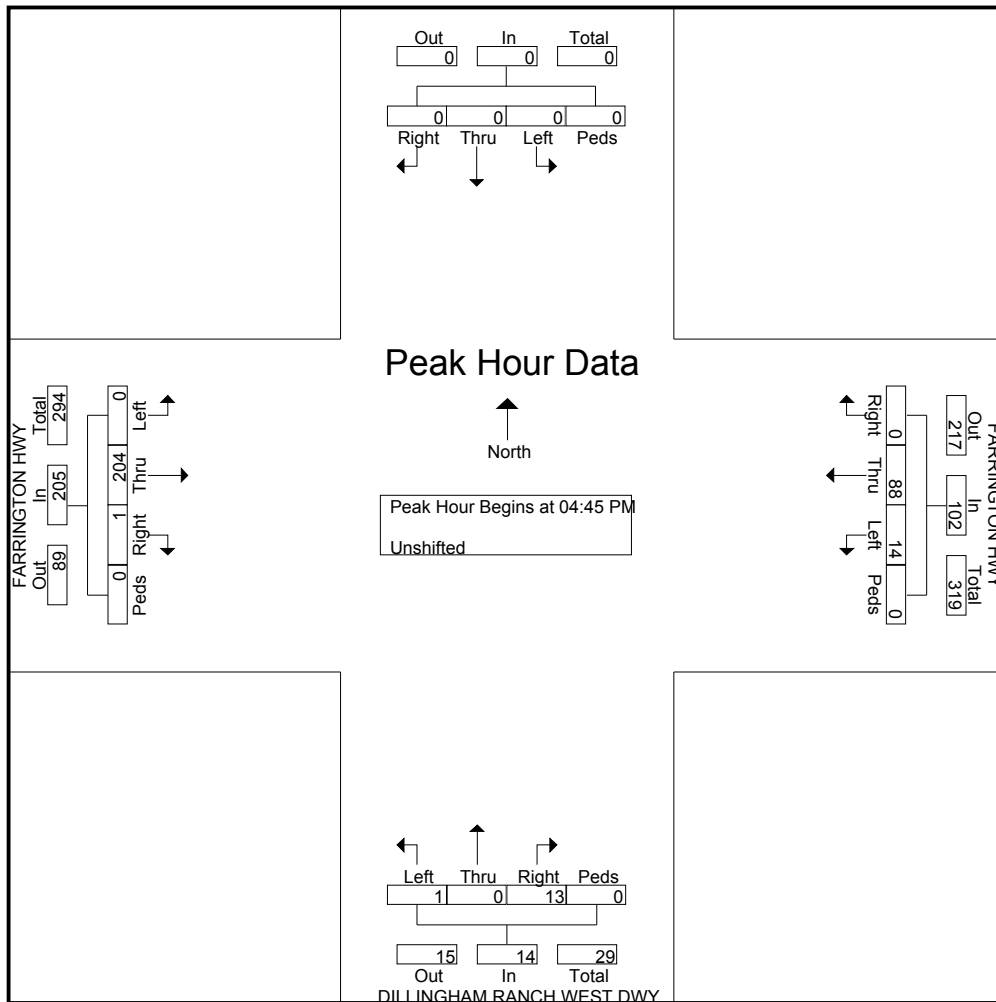 Out In Total
0 0 0
0 0 0 0
Right Thru Left Peds
Peak Hour Data
North
Peak Hour Begins at 04:45 PM
Unshifted
FARRINGTON HWY
Total In Out
294 205 89
0 204 1 0
Left Thru Right Peds
FARRINGTON HWY
Out In Total
217 102 319
0 88 14 0
Right Thru Left Peds
Left Thru Right Peds
1 0 13 0
15 14 29
Out In Total
DILLINGHAM RANCH WEST DWY